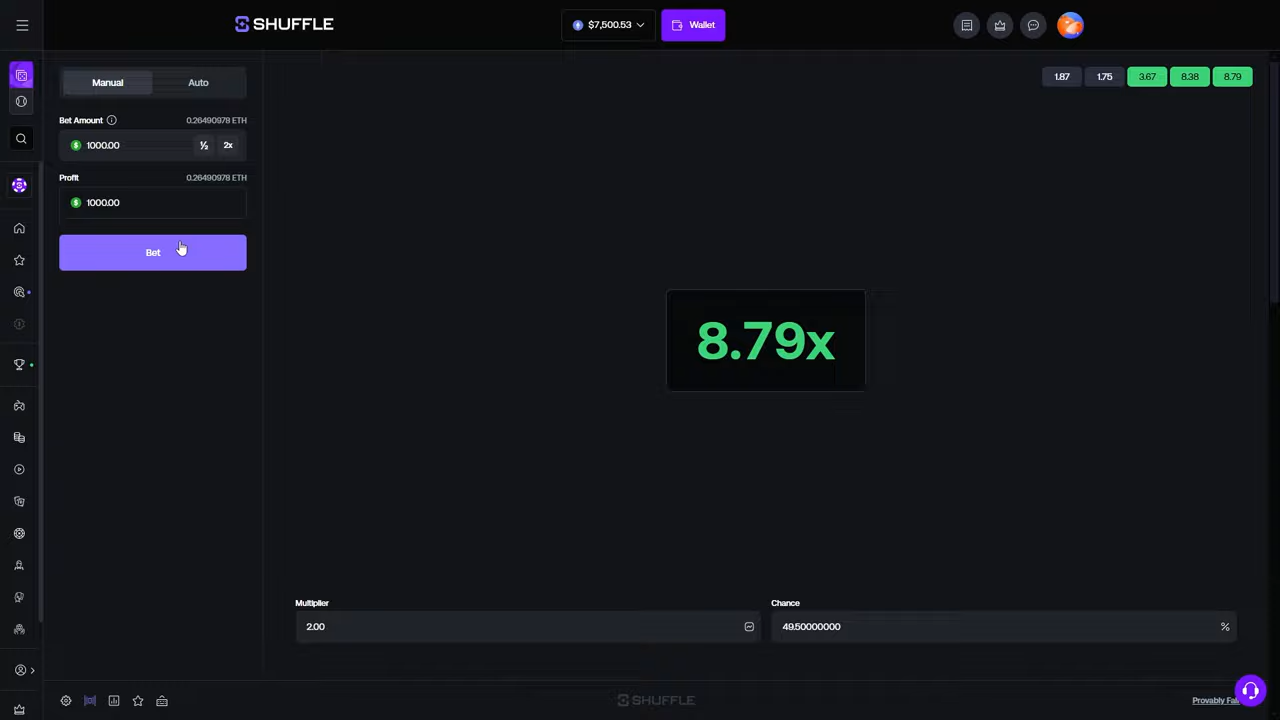 SHUFFLE
$7,500.53
Wallet
Manual
Auto
1.87
1.75
3.67
8.38
8.79
Bet Amount
0.26490978 ETH
$ 1000.00
½
2x
Profit
0.26490978 ETH
$ 1000.00
Bet
8.79x
Multiplier
Chance
2.00
49.50000000
%
SHUFFLE
Provably Fai